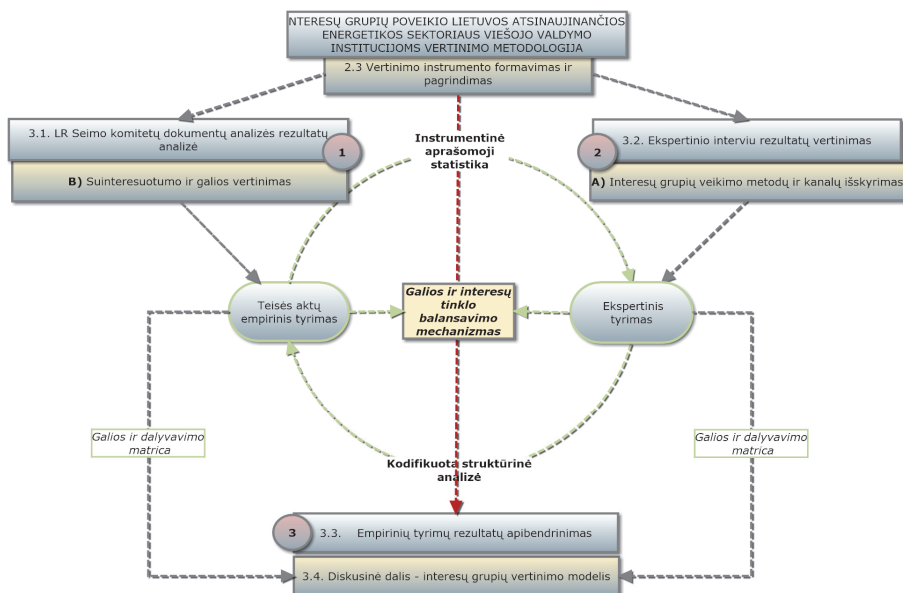 NTERESŲ GRUPIŲ POVEIKIO LIETUVOS ATSINAUJINANČIOS
ENERGETIKOS SEKTORIAUS VIEŠOJO VALDYMO
INSTITUCIJOMS VERTINIMO METODOLOGIJA
2.3 Vertinimo instrumento formavimas ir
pagrindimas
3.1. LR Seimo komitetų dokumentų analizės rezultatų
analizė
1
B) Suinteresuotumo ir galios vertinimas
Instrumentinė
aprašomoji
statistika
2
3.2. Ekspertinio interviu rezultatų vertinimas
A) Interesų grupių veikimo metodų ir kanalų išskyrimas
Teisės aktų
empirinis tyrimas
Galios ir interesų
tinklo
balansavimo
mechanizmas
Ekspertinis
tyrimas
Galios ir dalyvavimo
matrica
Galios ir dalyvavimo
matrica
Kodifikuota struktūrinė
analizė
3
3.3. Empirinių tyrimų rezultatų apibendrinimas
3.4. Diskusinė dalis - interesų grupių vertinimo modelis